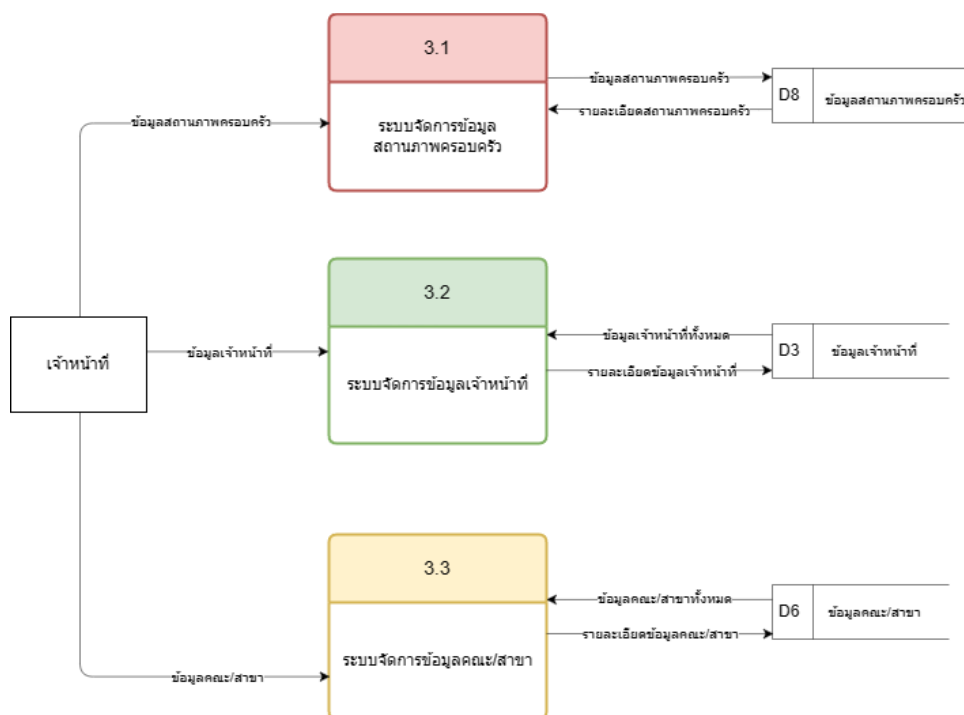 3.1
ข้อมูลสถานภาพครอบครัว
D8
ข้อมูลสถานภาพครอบครัว
รายละเอียดสถานภาพครอบครัว
ข้อมูลสถานภาพครอบครัว
ระบบจัดการข้อมูล
สถานภาพครอบครัว
3.2
ข้อมูลเจ้าหน้าที่ทั้งหมด
D3
ข้อมูลเจ้าหน้าที่
เจ้าหน้าที่
ข้อมูลเจ้าหน้าที่
รายละเอียดข้อมูลเจ้าหน้าที่
ระบบจัดการข้อมูลเจ้าหน้าที่
3.3
ข้อมูลคณะ/สาขาทั้งหมด
D6
ข้อมูลคณะ/สาขา
รายละเอียดข้อมูลคณะ/สาขา
ระบบจัดการข้อมูลคณะ/สาขา
ข้อมูลคณะ/สาขา